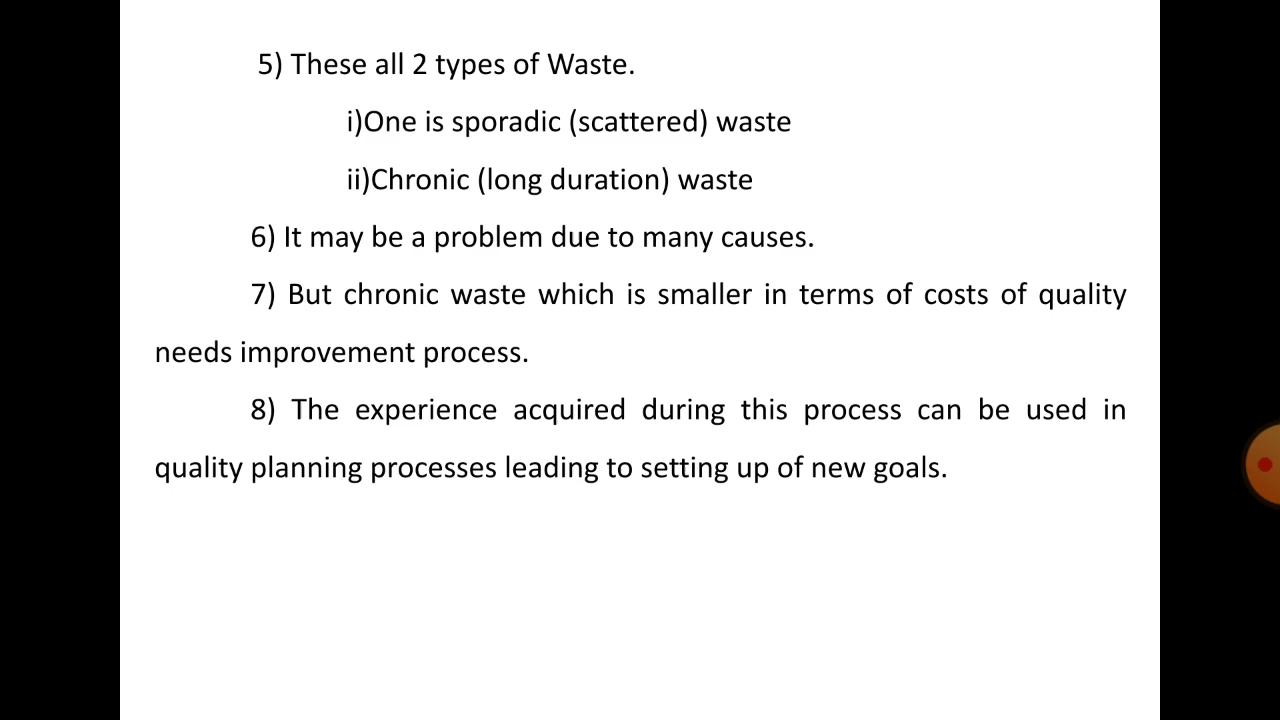 5) These all 2 types of Waste.
i)One is sporadic (scattered) waste
ii)Chronic (long duration) waste
6) It may be a problem due to many causes.
7) But chronic waste which is smaller in terms of costs of quality
needs improvement process.
8) The experience acquired during this process can be used in
quality planning processes leading to setting up of new goals.